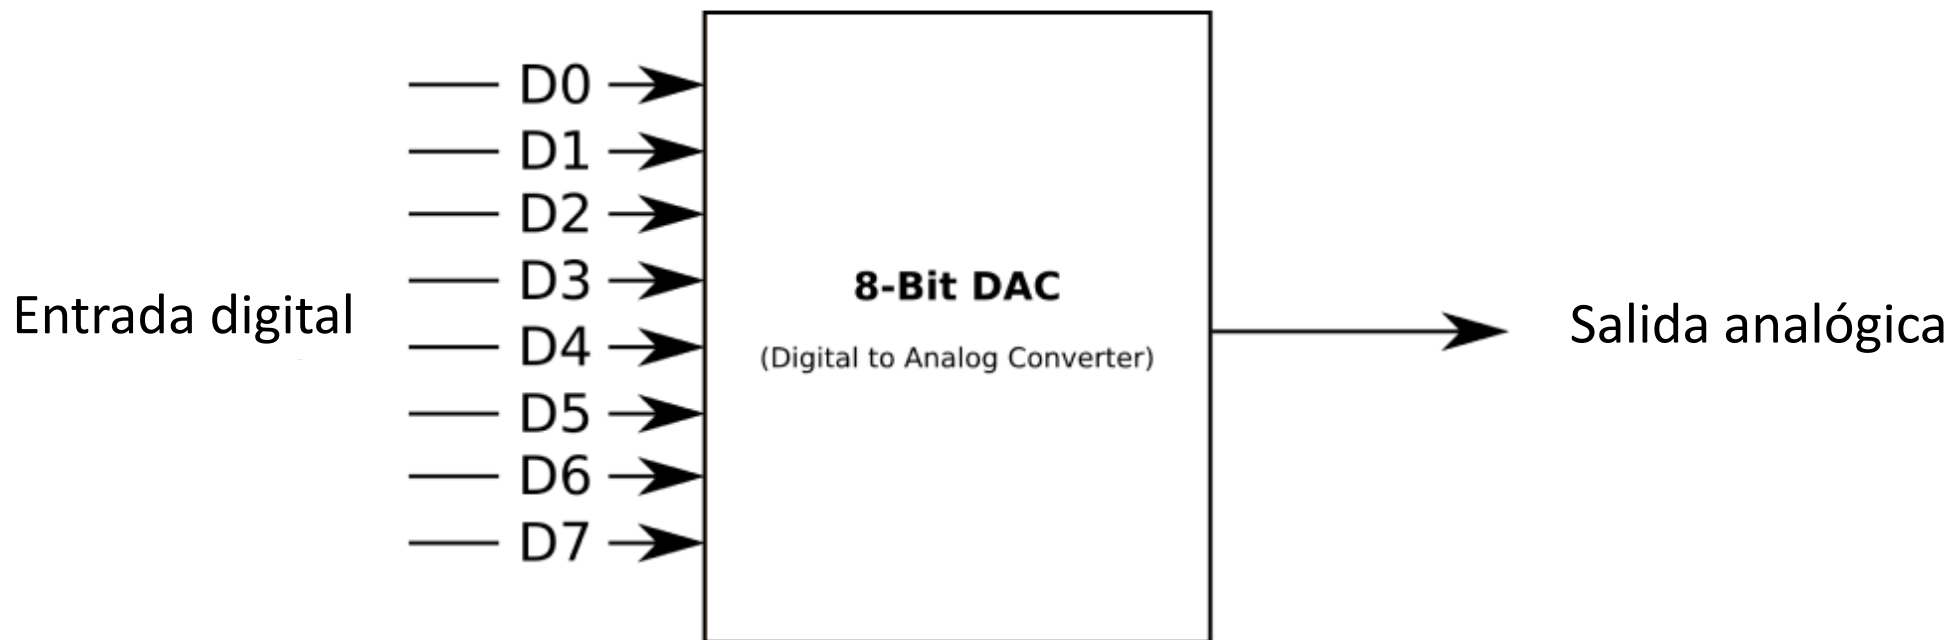 D0
D1
D2
D3
Entrada digital
D4
D5
D6
D7
8-Bit DAC
(Digital to Analog Converter)
Salida analógica